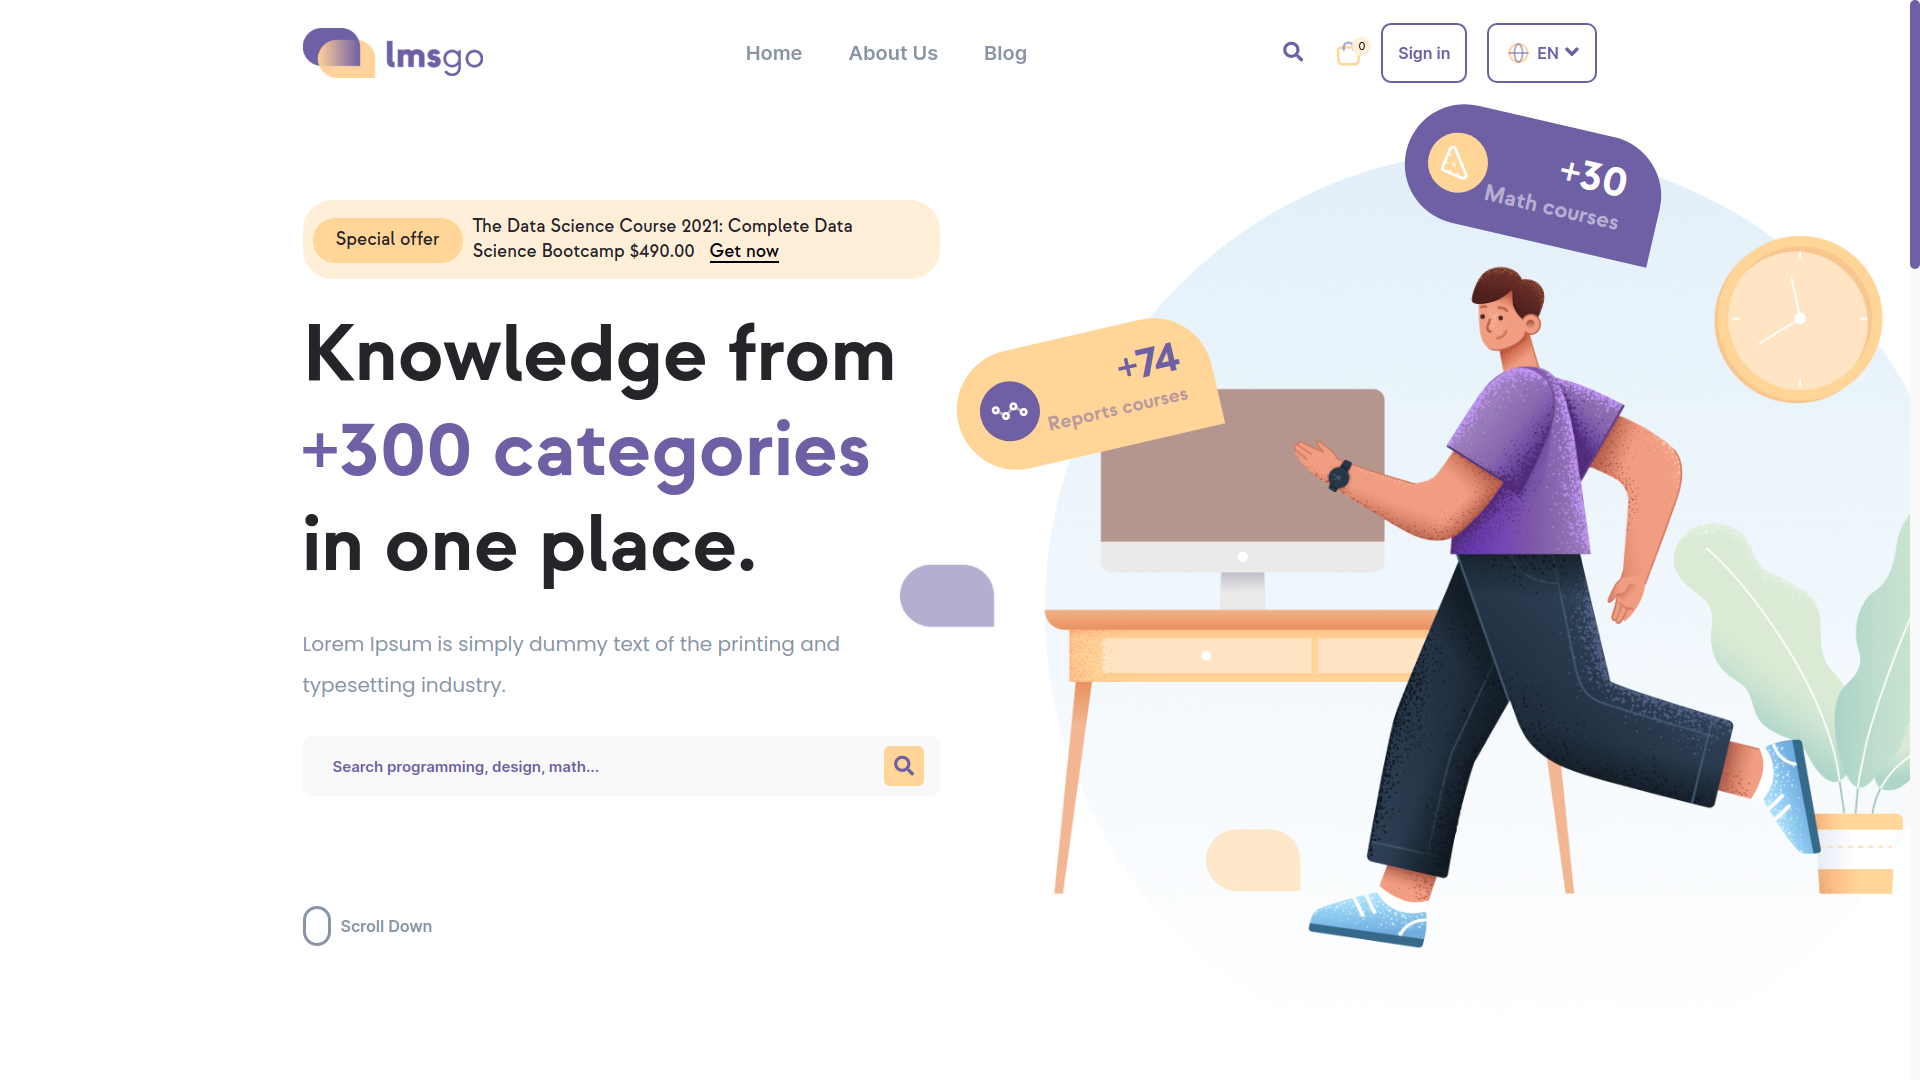 lmsgo
Home About Us Blog
0
Sign in
EN
+30
Math courses
Special offer
The Data Science Course 2021: Complete Data
Science Bootcamp $490.00 Get now
Knowledge from
+300 categories
in one place.
+74
Reports courses
Lorem Ipsum is simply dummy text of the printing and
typesetting industry.
Search programming, design, math...
Scroll Down